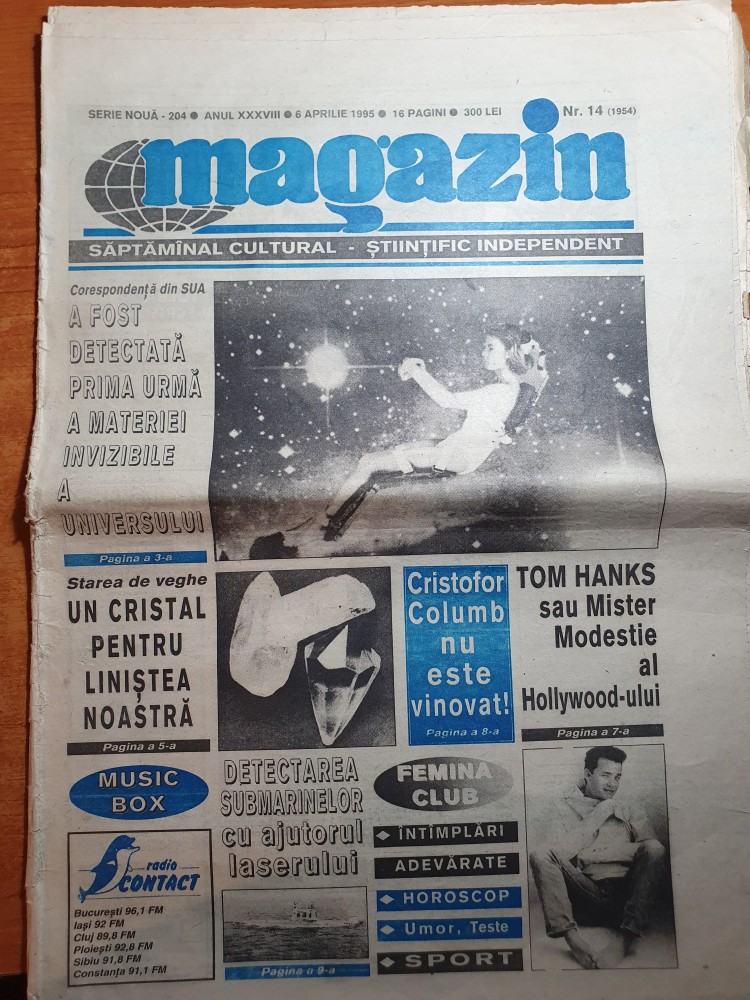 SERIE NOUĂ - 204 ● ANUL XXXVIII ● 6 APRILIE 1995 ● 16 PAGINI ● 300 LEI Nr. 14 (1954)
magazin
SĂPTĂMÎNAL CULTURAL - ŞTIINŢIFIC INDEPENDENT
Corespondenţă din SUA
A FOST
DETECTATĂ
PRIMA URMĂ
A MATERIEI
INVIZIBILE
A
UNIVERSULUI
Pagina a 3-a
Starea de veghe
UN CRISTAL
PENTRU
LINIŞTEA
NOASTRĂ
Pagina a 5-a
Cristofor
Columb
nu
este
vinovat!
Pagina a 8-a
TOM HANKS
sau Mister
Modestie
al
Hollywood-ului
Pagina a 7-a
MUSIC
BOX
radio
CONTACT
Bucureşti 96,1 FM
Iaşi 92 FM
Cluj 89,8 FM
Ploieşti 92,8 FM
Sibiu 91,8 FM
Constanţa 91,1 FM
DETECTAREA
SUBMARINELOR
cu ajutorul
laserului
Pagina a 9-a
FEMINA
CLUB
ÎNTÎMPLĂRI
ADEVĂRATE
HOROSCOP
Umor, Teste
SPORT